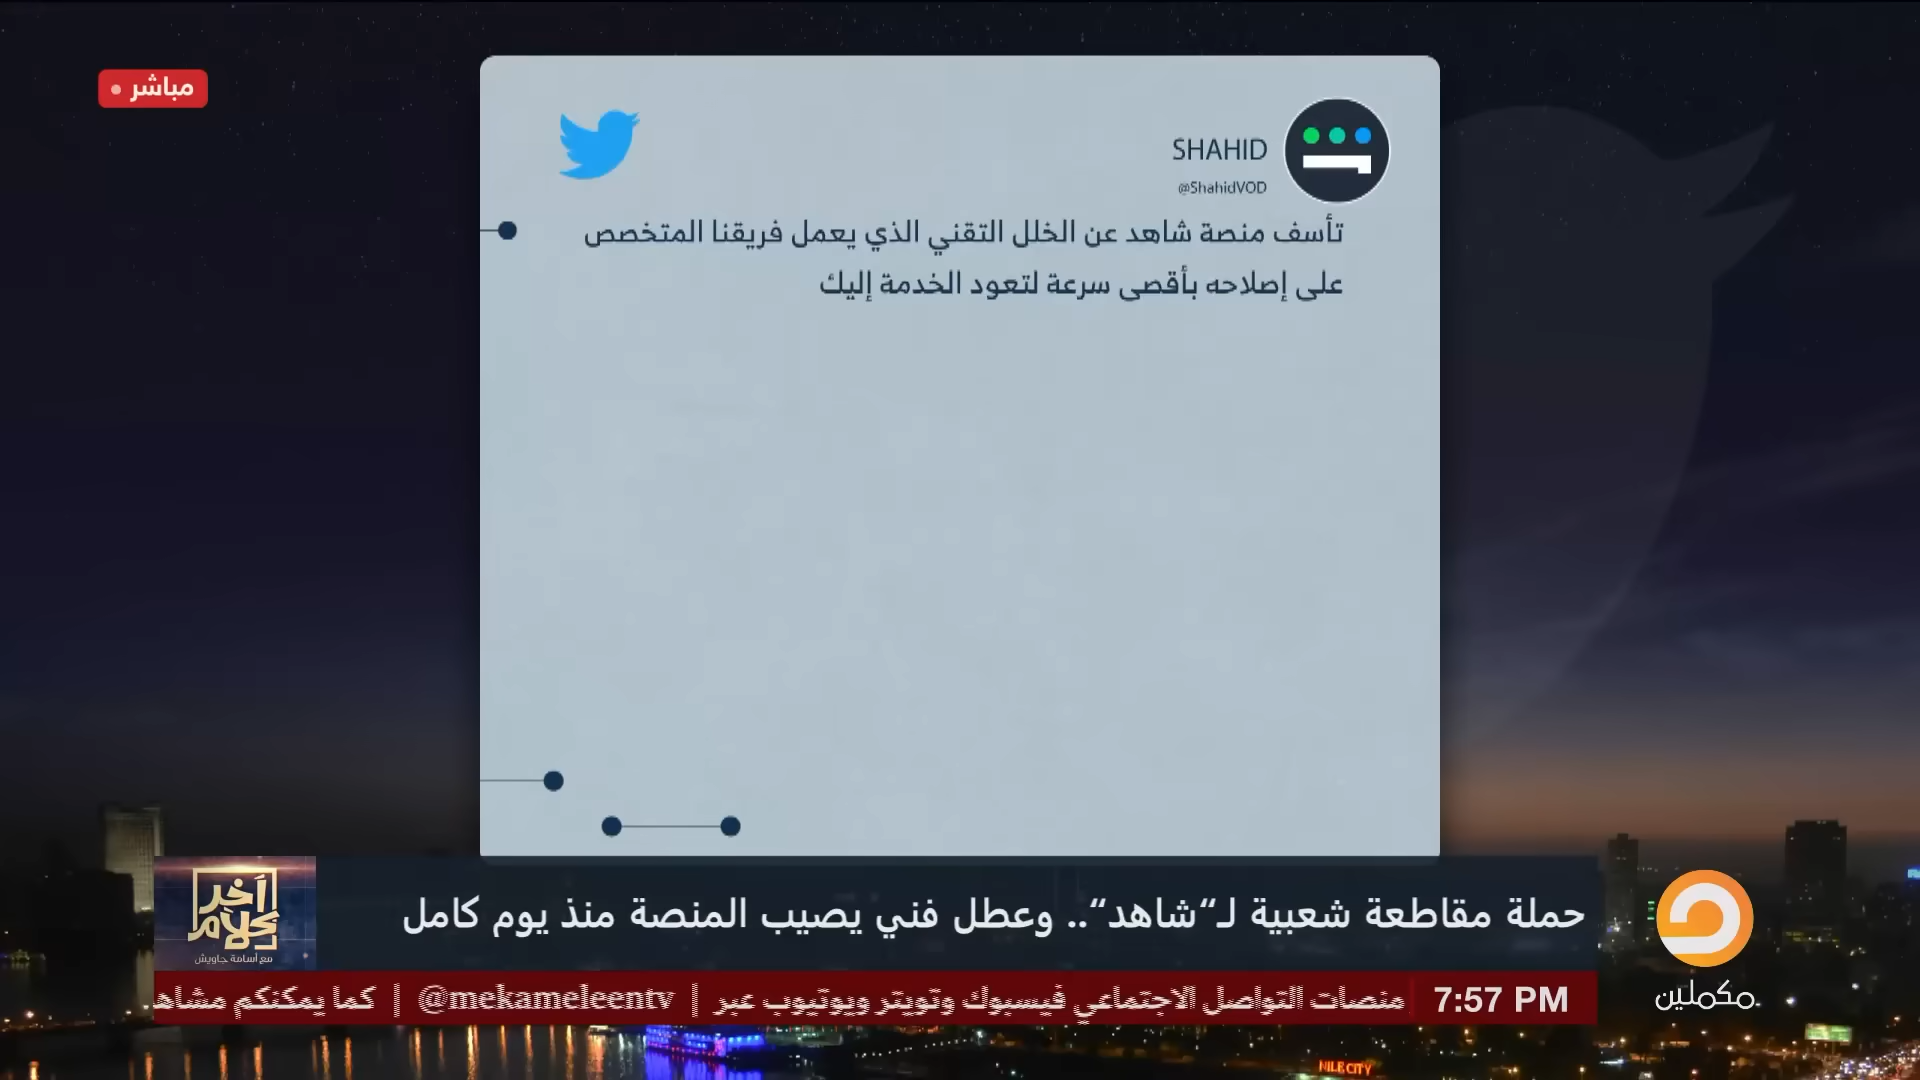 مباشر
SHAHID
@ShahidVOD
تأسف منصة شاهد عن الخلل التقني الذي يعمل فريقنا المتخصص
على إصلاحه بأقصى سرعة لتعود الخدمة إليك
حملة مقاطعة شعبية لـ“شاهد“.. وعطل فني يصيب المنصة منذ يوم كامل
آخر كلام
مع أسامة جاويش
7:57 PM
منصات التواصل الاجتماعي فيسبوك وتويتر ويوتيوب عبر | @mekameleentv | كما يمكنكم مشاهـ
مكملين
NILE CITY